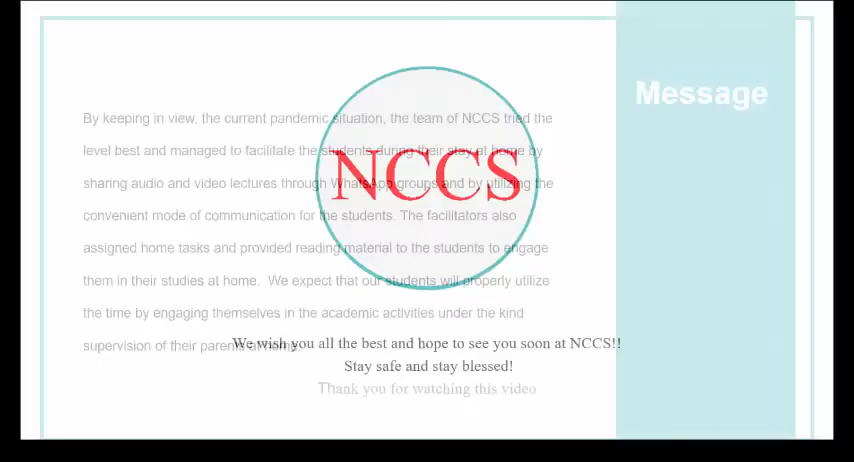 Message
By keeping in view, the current pandemic situation, the team of NCCS tried the
level best and managed to facilitate the students during their stay at home by
sharing audio and video lectures through WhatsApp groups and by utilizing the
convenient mode of communication for the students. The facilitators also
assigned home tasks and provided reading material to the students to engage
them in their studies at home. We expect that our students will properly utilize
the time by engaging themselves in the academic activities under the kind
supervision of their parents at home.
NCCS
We wish you all the best and hope to see you soon at NCCS!!
Stay safe and stay blessed!
Thank you for watching this video